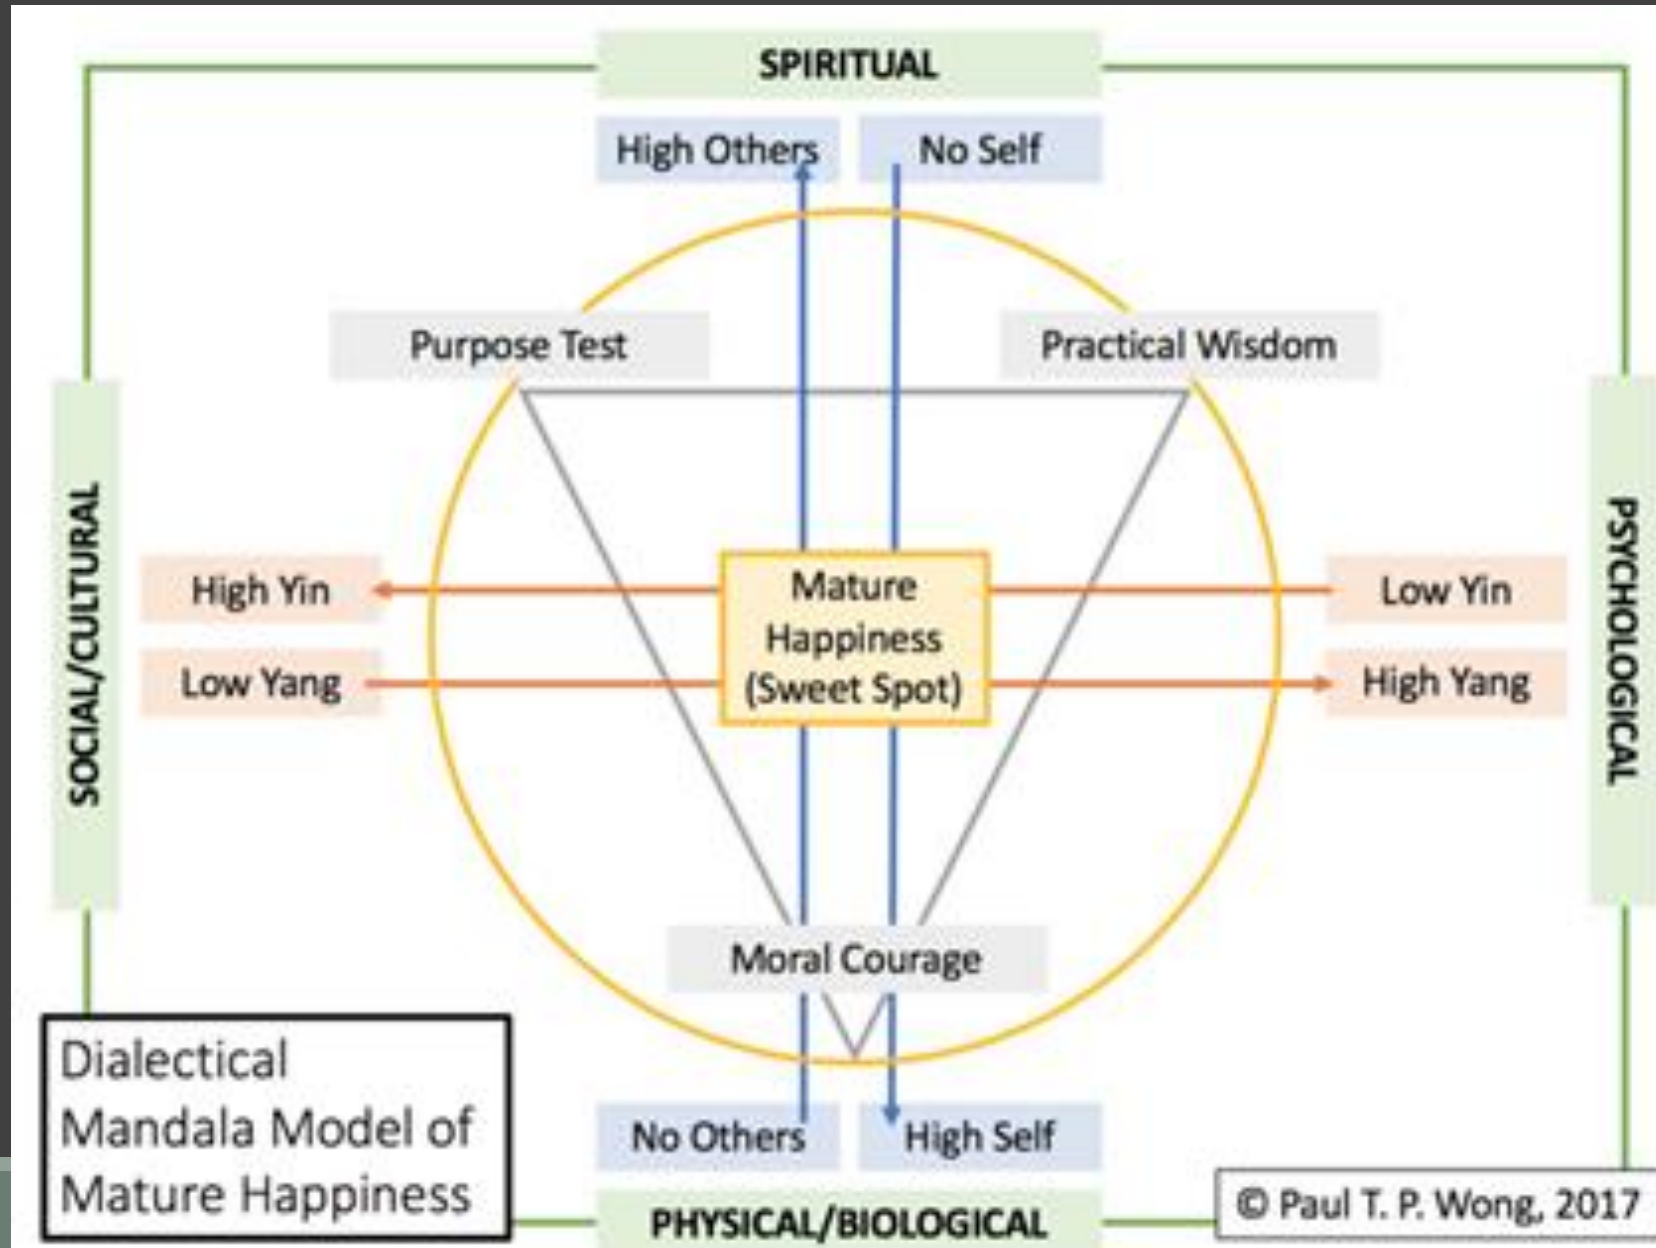 SPIRITUAL
High Others
No Self
Purpose Test
Practical Wisdom
SOCIAL/CULTURAL
PSYCHOLOGICAL
High Yin
Low Yang
Mature
Happiness
(Sweet Spot)
Low Yin
High Yang
Moral Courage
Dialectical
Mandala Model of
Mature Happiness
No Others
High Self
PHYSICAL/BIOLOGICAL
© Paul T. P. Wong, 2017